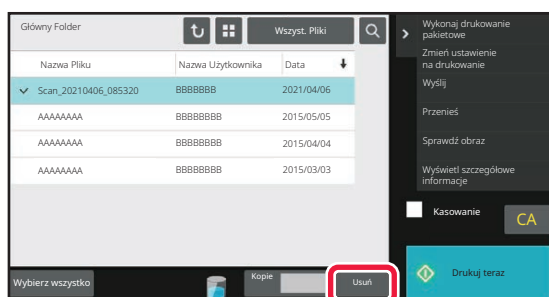 Główny Folder
Wszyst. Pliki
Nazwa Pliku Nazwa Użytkownika Data
Scan_20210406_085320 BBBBBBB 2021/04/06
AAAAAAAA BBBBBBBB 2015/05/05
AAAAAAAA BBBBBBBB 2015/04/04
AAAAAAAA BBBBBBBB 2015/03/03
Wybierz wszystko
Kopie
Usuń
Wykonaj drukowanie
pakietowe
Zmień ustawienie
na drukowanie
Wyślij
Przenieś
Sprawdź obraz
Wyświetl szczegółowe
informacje
Kasowanie
CA
Drukuj teraz